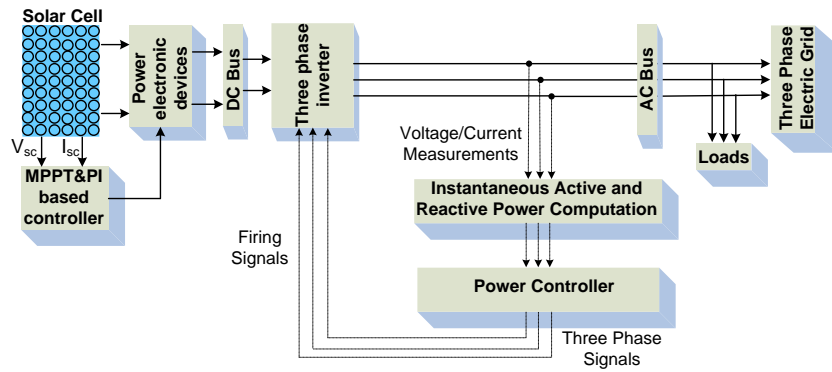 Solar Cell
Power
electronic
devices
DC Bus
Three phase
inverter
AC Bus
Three Phase
Electric Grid
Vsc
Isc
MPPT&PI
based
controller
Voltage/Current
Measurements
Loads
Instantaneous Active and
Reactive Power Computation
Firing
Signals
Power Controller
Three Phase
Signals